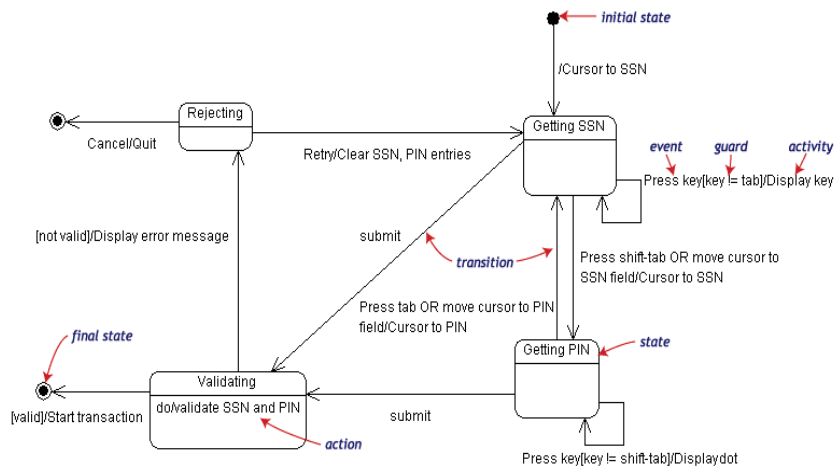 initial state
/Cursor to SSN
Rejecting
Getting SSN
Cancel/Quit
Retry/Clear SSN, PIN entries
event
guard
activity
Press key[key != tab]/Display key
[not valid]/Display error message
submit
transition
Press shift-tab OR move cursor to
SSN field/Cursor to SSN
Press tab OR move cursor to PIN
field/Cursor to PIN
final state
Getting PIN
state
Validating
do/validate SSN and PIN
[valid]/Start transaction
submit
action
Press key[key != shift-tab]/Displaydot